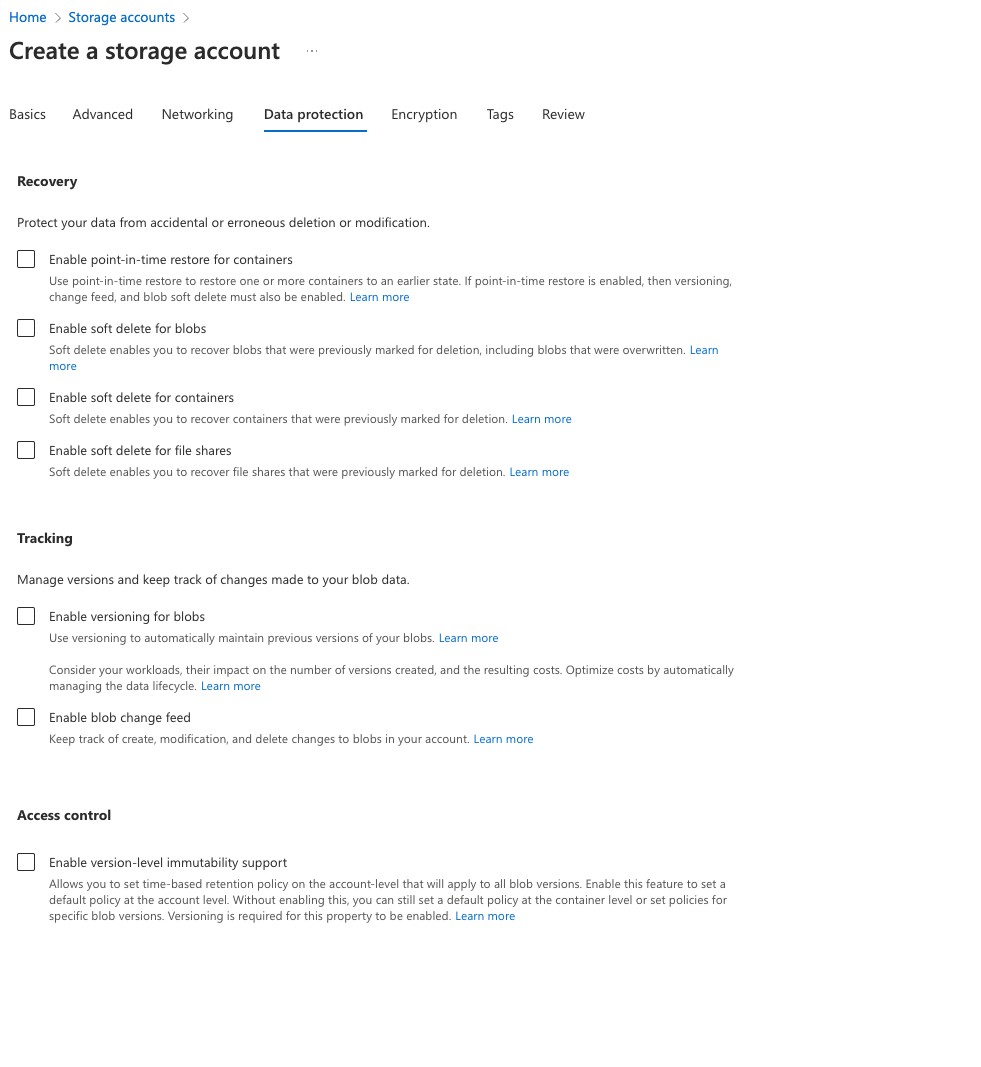 Home > Storage accounts >
Create a storage account ...
Basics Advanced Networking Data protection Encryption Tags Review
Recovery
Protect your data from accidental or erroneous deletion or modification.
Enable point-in-time restore for containers
Use point-in-time restore to restore one or more containers to an earlier state. If point-in-time restore is enabled, then versioning,
change feed, and blob soft delete must also be enabled. Learn more
Enable soft delete for blobs
Soft delete enables you to recover blobs that were previously marked for deletion, including blobs that were overwritten. Learn
more
Enable soft delete for containers
Soft delete enables you to recover containers that were previously marked for deletion. Learn more
Enable soft delete for file shares
Soft delete enables you to recover file shares that were previously marked for deletion. Learn more
Tracking
Manage versions and keep track of changes made to your blob data.
Enable versioning for blobs
Use versioning to automatically maintain previous versions of your blobs. Learn more
Consider your workloads, their impact on the number of versions created, and the resulting costs. Optimize costs by automatically
managing the data lifecycle. Learn more
Enable blob change feed
Keep track of create, modification, and delete changes to blobs in your account. Learn more
Access control
Enable version-level immutability support
Allows you to set time-based retention policy on the account-level that will apply to all blob versions. Enable this feature to set a
default policy at the account level. Without enabling this, you can still set a default policy at the container level or set policies for
specific blob versions. Versioning is required for this property to be enabled. Learn more